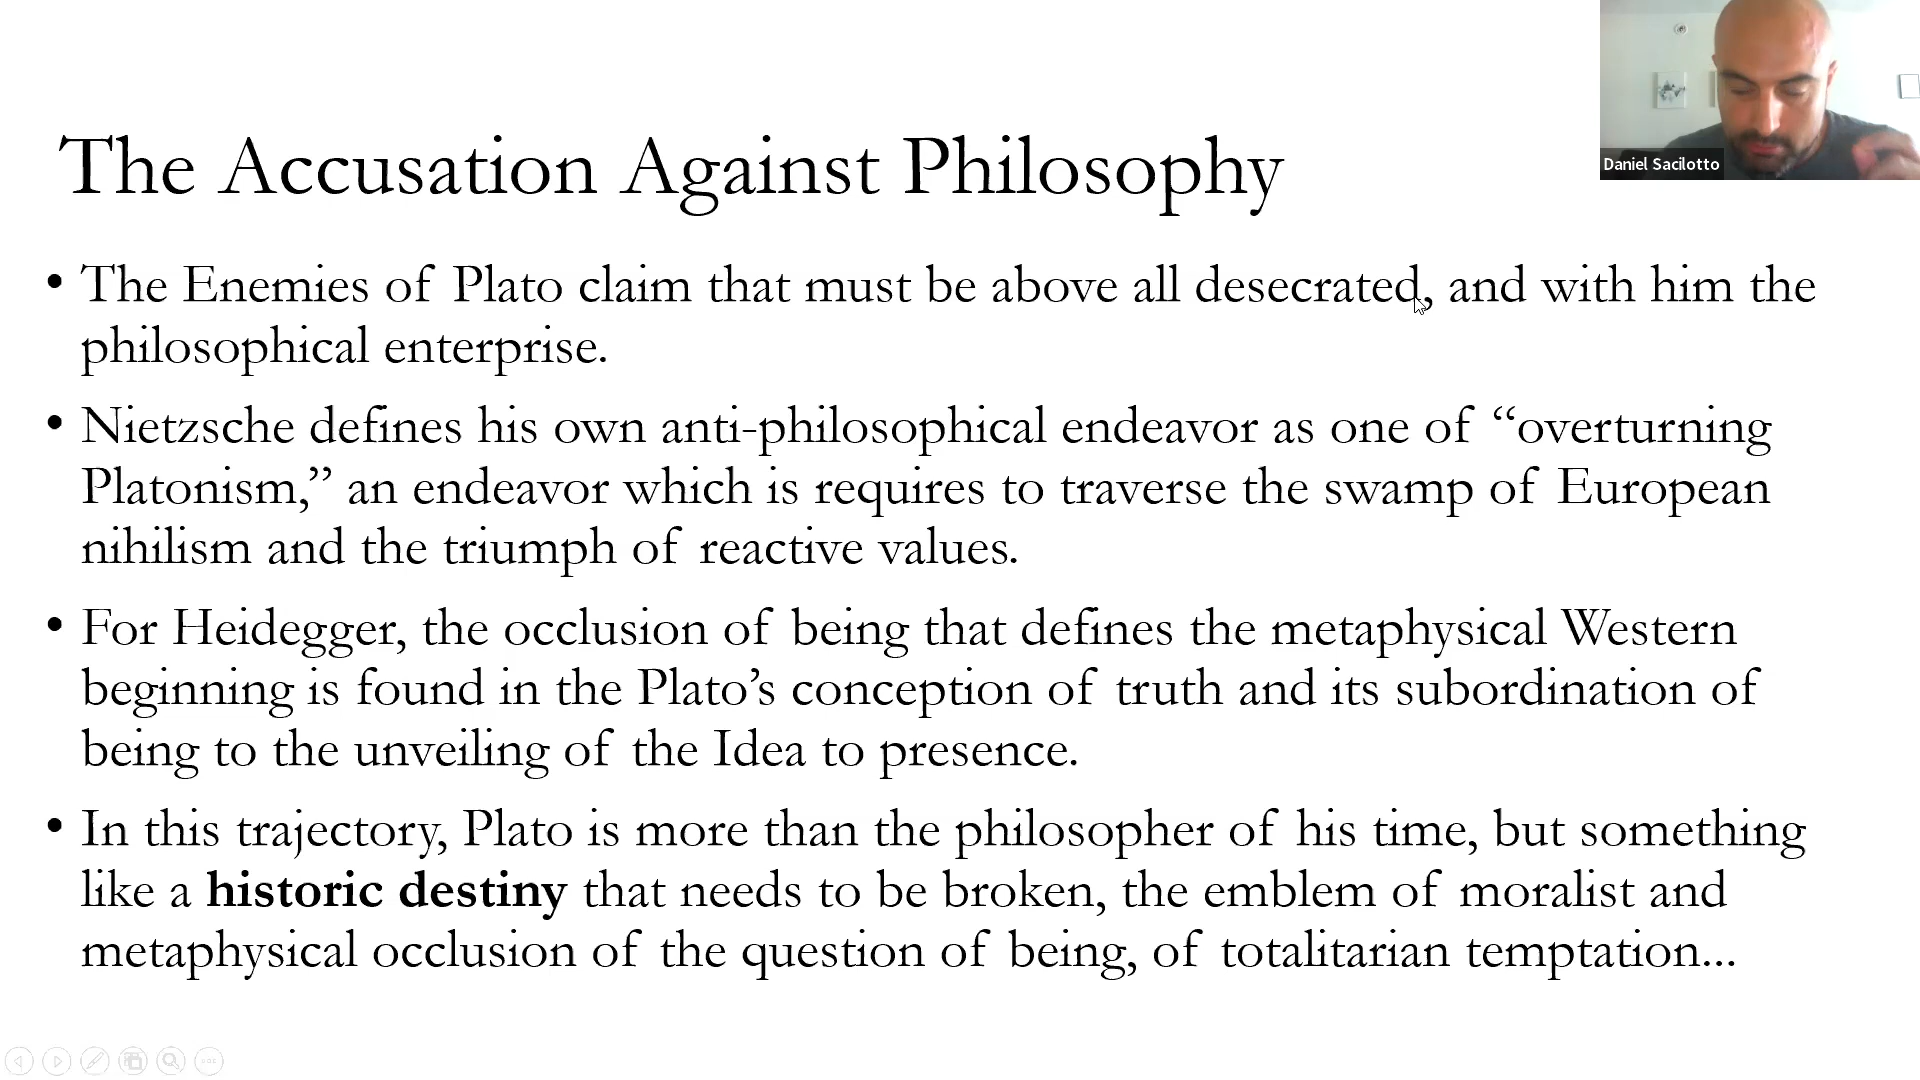 Daniel Sacilotto
The Accusation Against Philosophy
• The Enemies of Plato claim that must be above all desecrated, and with him the
philosophical enterprise.
• Nietzsche defines his own anti-philosophical endeavor as one of “overturning
Platonism,” an endeavor which is requires to traverse the swamp of European
nihilism and the triumph of reactive values.
• For Heidegger, the occlusion of being that defines the metaphysical Western
beginning is found in the Plato’s conception of truth and its subordination of
being to the unveiling of the Idea to presence.
• In this trajectory, Plato is more than the philosopher of his time, but something
like a historic destiny that needs to be broken, the emblem of moralist and
metaphysical occlusion of the question of being, of totalitarian temptation...